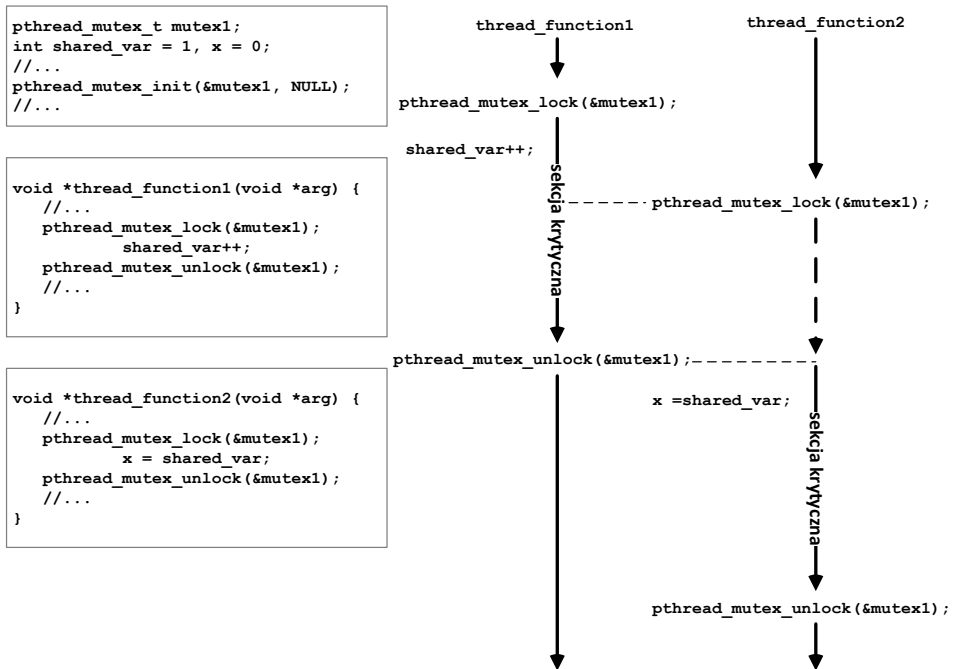 pthread_mutex_t mutex1;
int shared_var = 1, x = 0;
//...
pthread_mutex_init(&mutex1, NULL);
//...
void *thread_function1(void *arg) {
//...
pthread_mutex_lock(&mutex1);
shared_var++;
pthread_mutex_unlock(&mutex1);
//...
}
void *thread_function2(void *arg) {
//...
pthread_mutex_lock(&mutex1);
x = shared_var;
pthread_mutex_unlock(&mutex1);
//...
}
thread_function1
pthread_mutex_lock(&mutex1);
shared_var++;
sekcja krytyczna
pthread_mutex_unlock(&mutex1);
thread_function2
pthread_mutex_lock(&mutex1);
x =shared_var;
sekcja krytyczna
pthread_mutex_unlock(&mutex1);